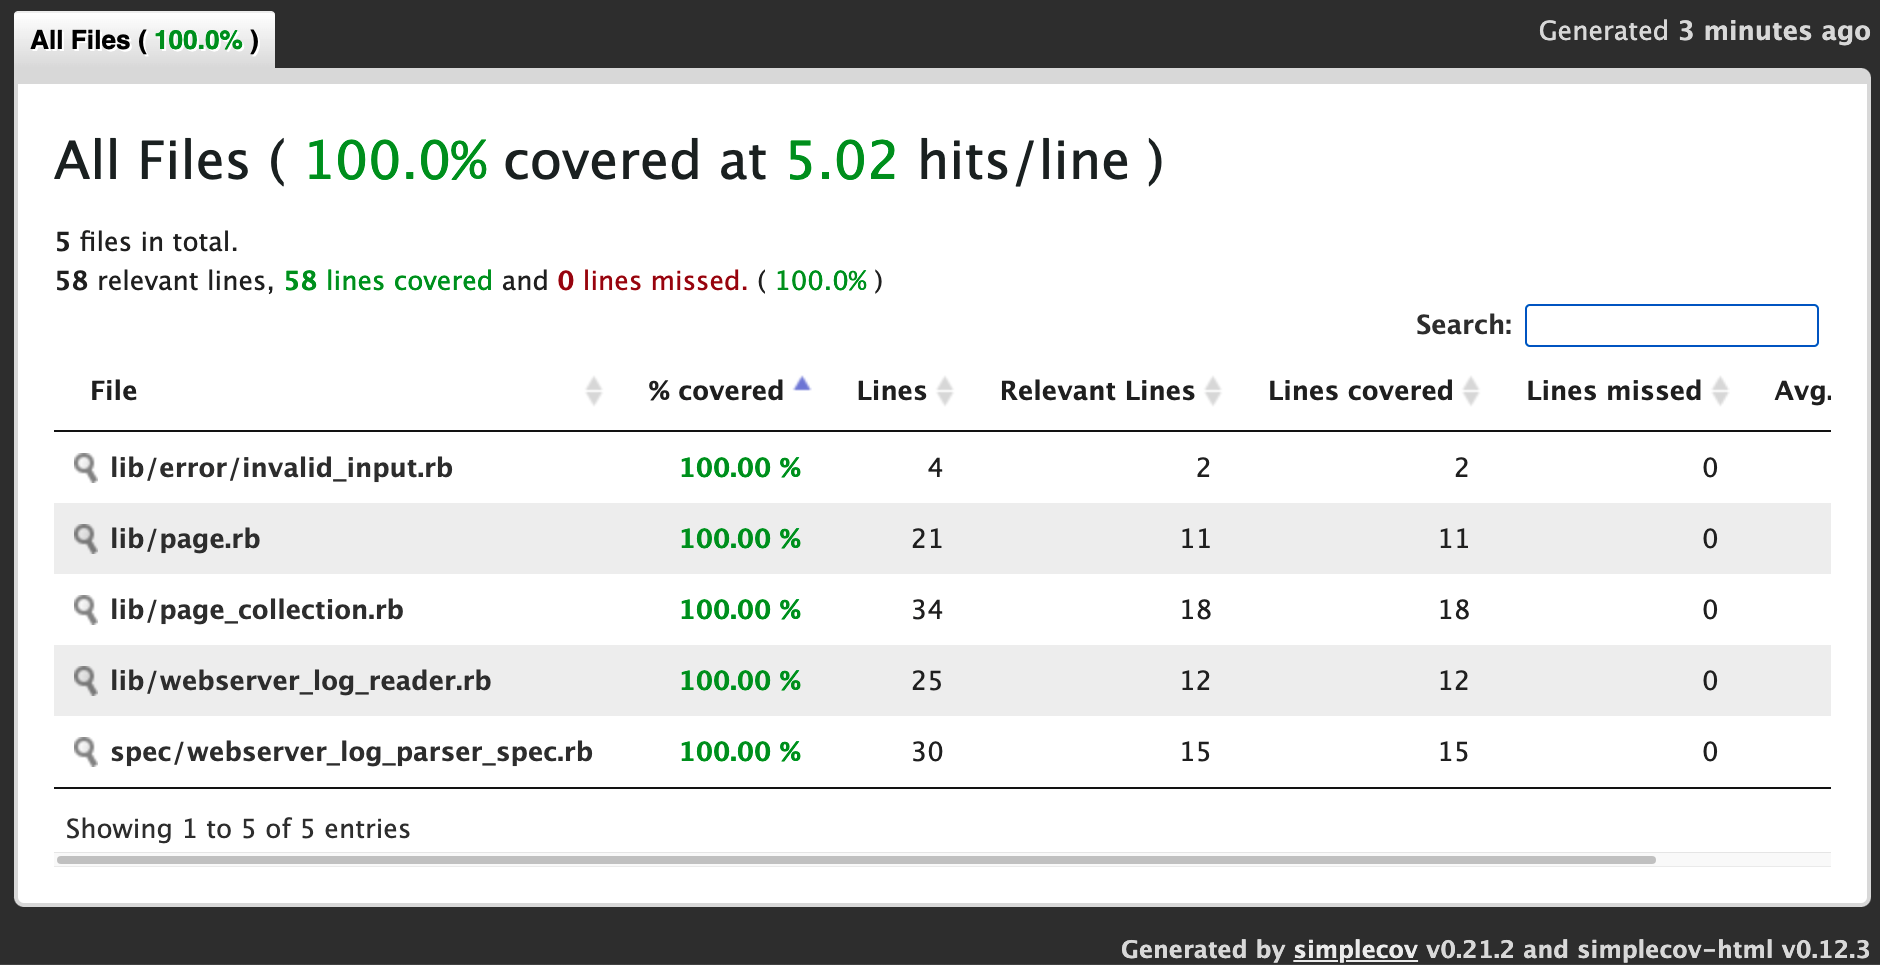 All Files ( 100.0% )
Generated 3 minutes ago
All Files ( 100.0% covered at 5.02 hits/line )
5 files in total.
58 relevant lines, 58 lines covered and 0 lines missed. ( 100.0% )
Search:
File % covered Lines Relevant Lines Lines covered Lines missed Avg.
lib/error/invalid_input.rb 100.00 % 4 2 2 0
lib/page.rb 100.00 % 21 11 11 0
lib/page_collection.rb 100.00 % 34 18 18 0
lib/webserver_log_reader.rb 100.00 % 25 12 12 0
spec/webserver_log_parser_spec.rb 100.00 % 30 15 15 0
Showing 1 to 5 of 5 entries
Generated by simplecov v0.21.2 and simplecov-html v0.12.3